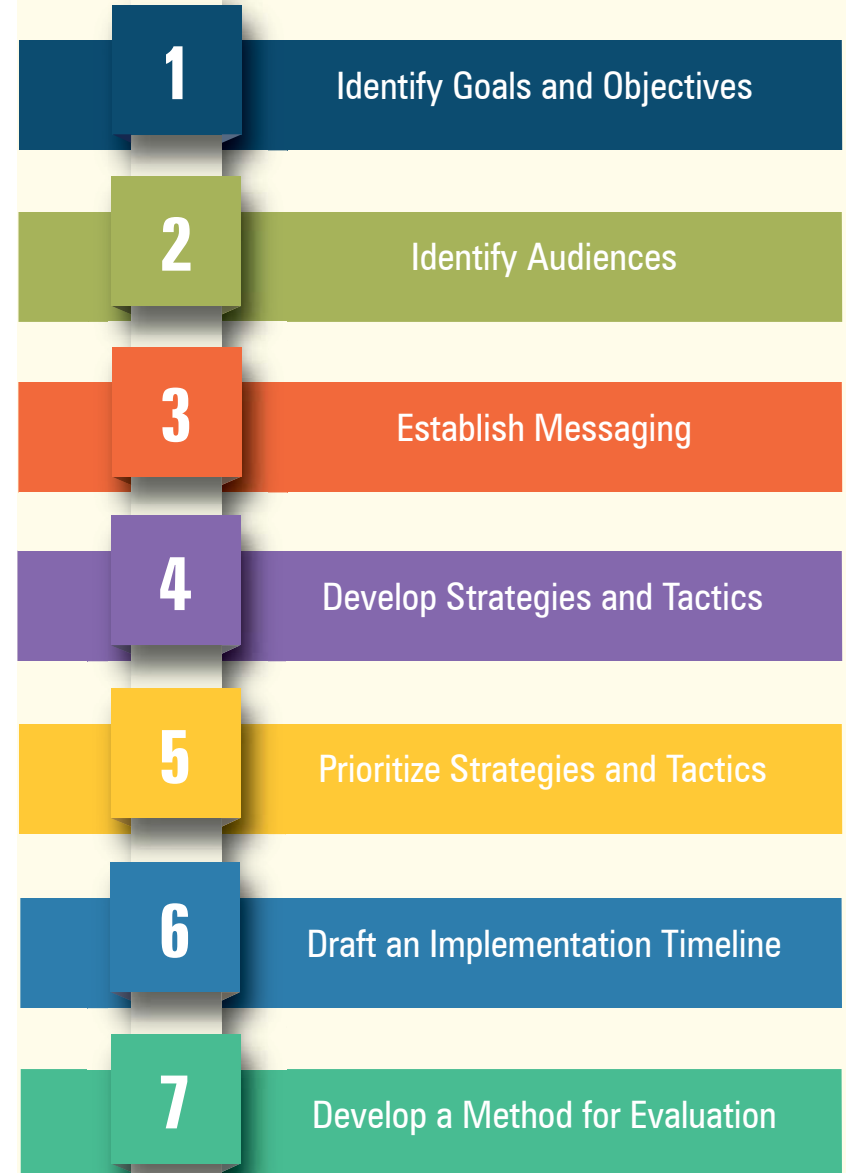 1
Identify Goals and Objectives
2
Identify Audiences
3
Establish Messaging
4
Develop Strategies and Tactics
5
Prioritize Strategies and Tactics
6
Draft an Implementation Timeline
7
Develop a Method for Evaluation